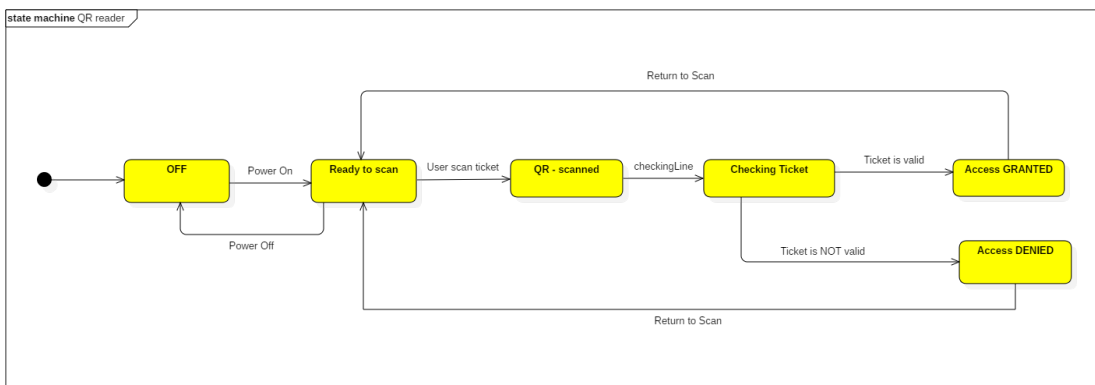 state machine QR reader
Return to Scan
OFF
Power On
Ready to scan
User scan ticket
QR - scanned
checkingLine
Checking Ticket
Ticket is valid
Access GRANTED
Power Off
Ticket is NOT valid
Access DENIED
Return to Scan